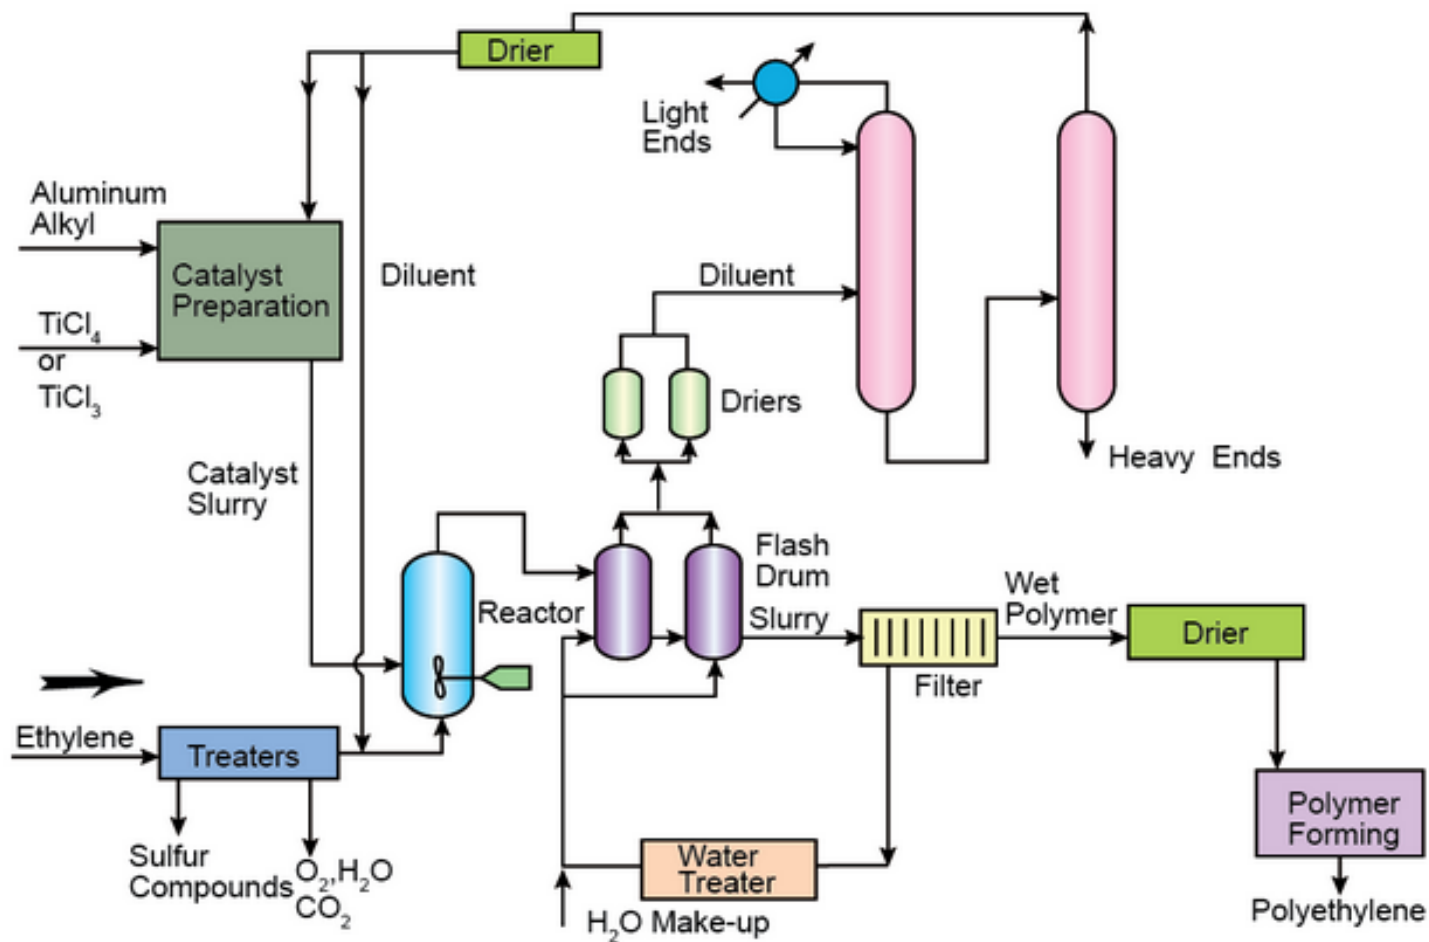 Drier
Light
Ends
Aluminum
Alkyl
Catalyst
Preparation
Diluent
Diluent
TiCl₄
or
TiCl₃
Driers
Heavy Ends
Catalyst
Slurry
Flash
Drum
Reactor
Slurry
Wet
Polymer
Drier
Filter
Ethylene
Treaters
Polymer
Forming
Sulfur
Compounds
O₂,H₂O
CO₂
Water
Treater
H₂O Make-up
Polyethylene